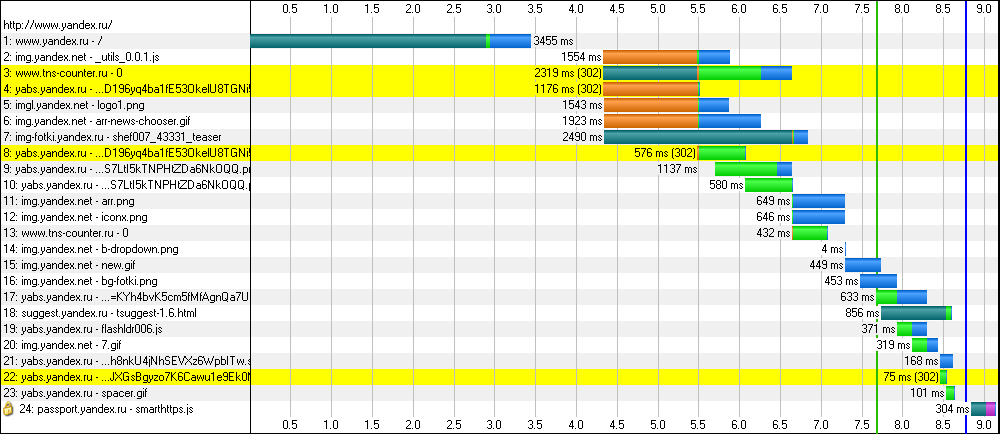 0.5 1.0 1.5 2.0 2.5 3.0 3.5 4.0 4.5 5.0 5.5 6.0 6.5 7.0 7.5 8.0 8.5 9.0
http://www.yandex.ru/
1: www.yandex.ru - / 3455 ms
2: img.yandex.net - _utils_0.0.1.js 1554 ms
3: www.tns-counter.ru - 0 2319 ms (302)
4: yabs.yandex.ru - 1176 ms (302)
5: imgl.yandex.net - logo1.png 1543 ms
6: img.yandex.net - arr-news-chooser.gif 1923 ms
7: img-fotki.yandex.ru - shef007_43331_teaser 2490 ms
8: yabs.yandex.ru - 576 ms (302)
9: yabs.yandex.ru - 1137 ms
10: yabs.yandex.ru - 580 ms
11: img.yandex.net - arr.png 649 ms
12: img.yandex.net - iconx.png 646 ms
13: www.tns-counter.ru - 0 432 ms
14: img.yandex.net - b-dropdown.png 4 ms
15: img.yandex.net - new.gif 449 ms
16: img.yandex.net - bg-fotki.png 453 ms
17: yabs.yandex.ru - 633 ms
18: suggest.yandex.ru - tsuggest-1.6.html 856 ms
19: yabs.yandex.ru - flashldr006.js 371 ms
20: img.yandex.net - 7.gif 319 ms
21: yabs.yandex.ru - 168 ms
22: yabs.yandex.ru - 75 ms (302)
23: yabs.yandex.ru - spacer.gif 101 ms
24: passport.yandex.ru - smarthttps.js 304 ms
0.5 1.0 1.5 2.0 2.5 3.0 3.5 4.0 4.5 5.0 5.5 6.0 6.5 7.0 7.5 8.0 8.5 9.0